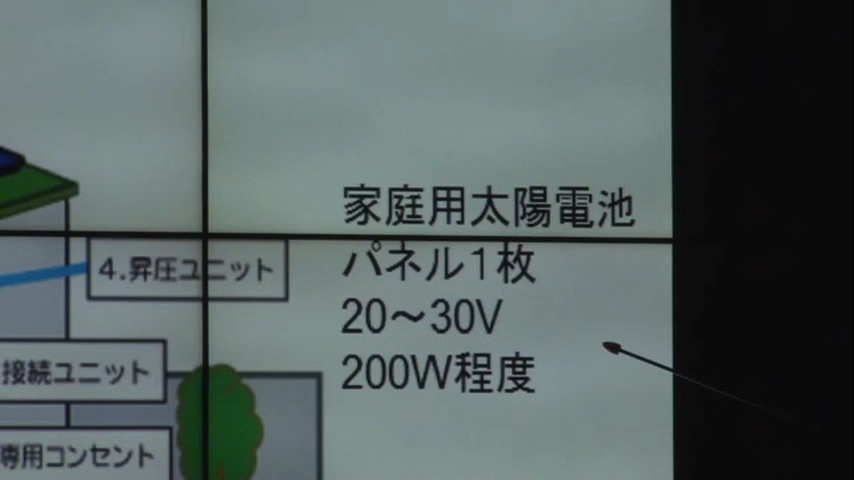 家庭用太陽電池
パネル1枚
20～30V
200W程度
4.昇圧ユニット
接続ユニット
専用コンセント